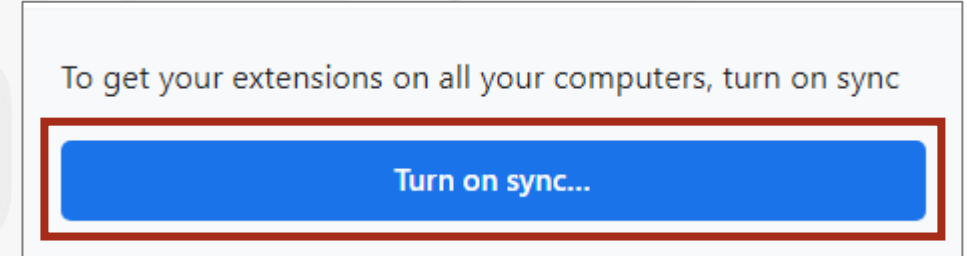 To get your extensions on all your computers, turn on sync
Turn on sync...